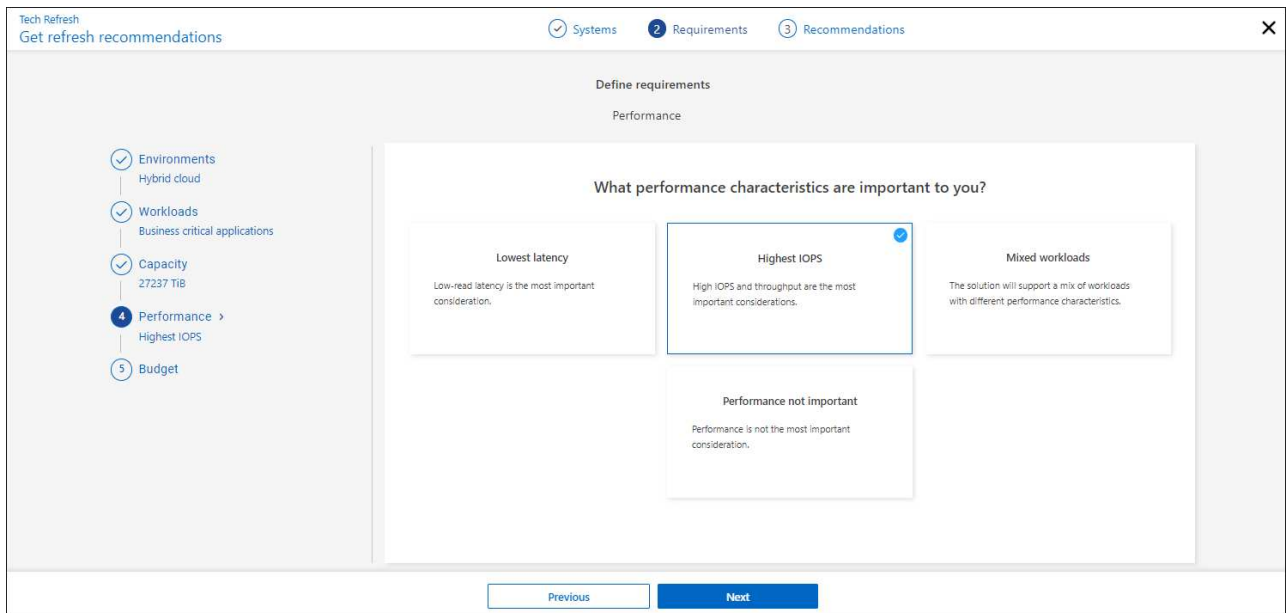 Tech Refresh
Get refresh recommendations
Systems
2 Requirements
3 Recommendations
Define requirements
Performance
Environments
Hybrid cloud
Workloads
Business critical applications
Capacity
27237 TiB
4 Performance >
Highest IOPS
5 Budget
What performance characteristics are important to you?
Lowest latency
Low-read latency is the most important
consideration.
Highest IOPS
High IOPS and throughput are the most
important considerations.
Mixed workloads
The solution will support a mix of workloads
with different performance characteristics.
Performance not important
Performance is not the most important
consideration.
Previous
Next